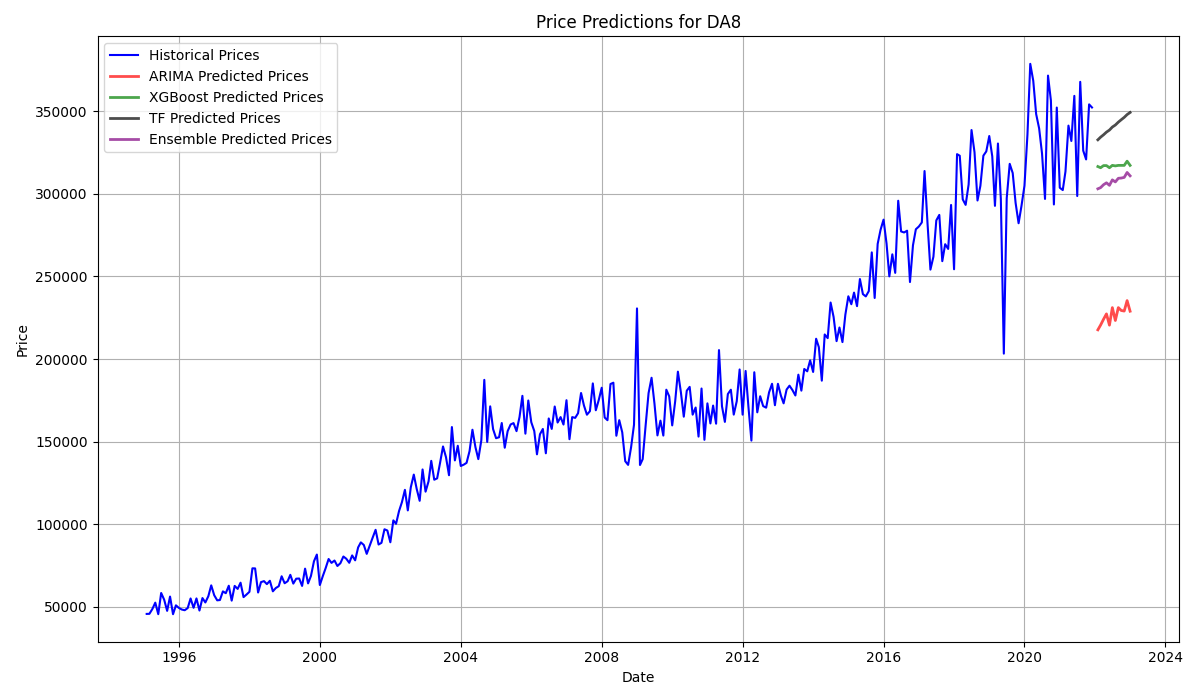 Price Predictions for DA8
Historical Prices
ARIMA Predicted Prices
XGBoost Predicted Prices
TF Predicted Prices
Ensemble Predicted Prices
Price
350000
300000
250000
200000
150000
100000
50000
1996
2000
2004
2008
2012
2016
2020
2024
Date